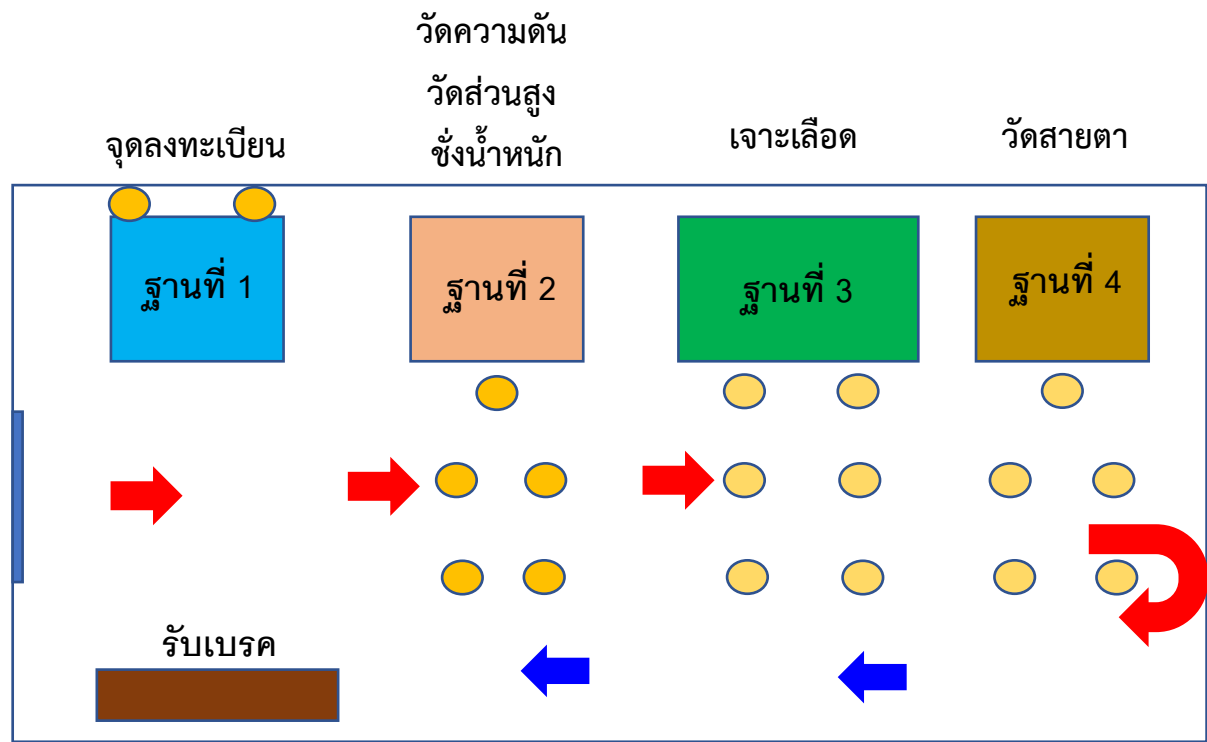 วัดความดัน
วัดส่วนสูง
ชั่งน้ำหนัก
จุดลงทะเบียน
เจาะเลือด
วัดสายตา
ฐานที่ 1
ฐานที่ 2
ฐานที่ 3
ฐานที่ 4
รับเบรค